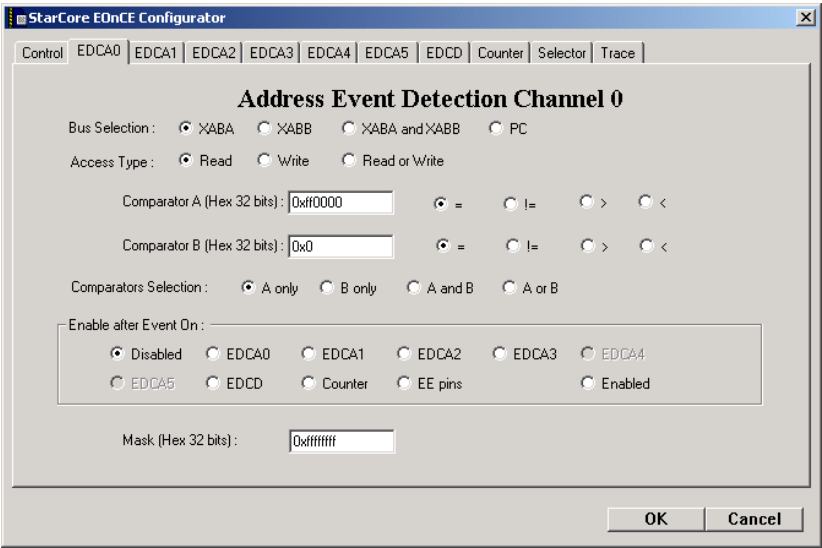 StarCore EOnCE Configurator
Control EDCA0 EDCA1 EDCA2 EDCA3 EDCA4 EDCA5 EDCD Counter Selector Trace
Address Event Detection Channel 0
Bus Selection : XABA XABB XABA and XABB PC
Access Type : Read Write Read or Write
Comparator A (Hex 32 bits) : 0xff0000 = != > <
Comparator B (Hex 32 bits) : 0x0 = != > <
Comparators Selection : A only B only A and B A or B
Enable after Event On :
Disabled EDCA0 EDCA1 EDCA2 EDCA3 EDCA4
EDCA5 EDCD Counter EE pins Enabled
Mask (Hex 32 bits) : 0xffffffff
OK Cancel